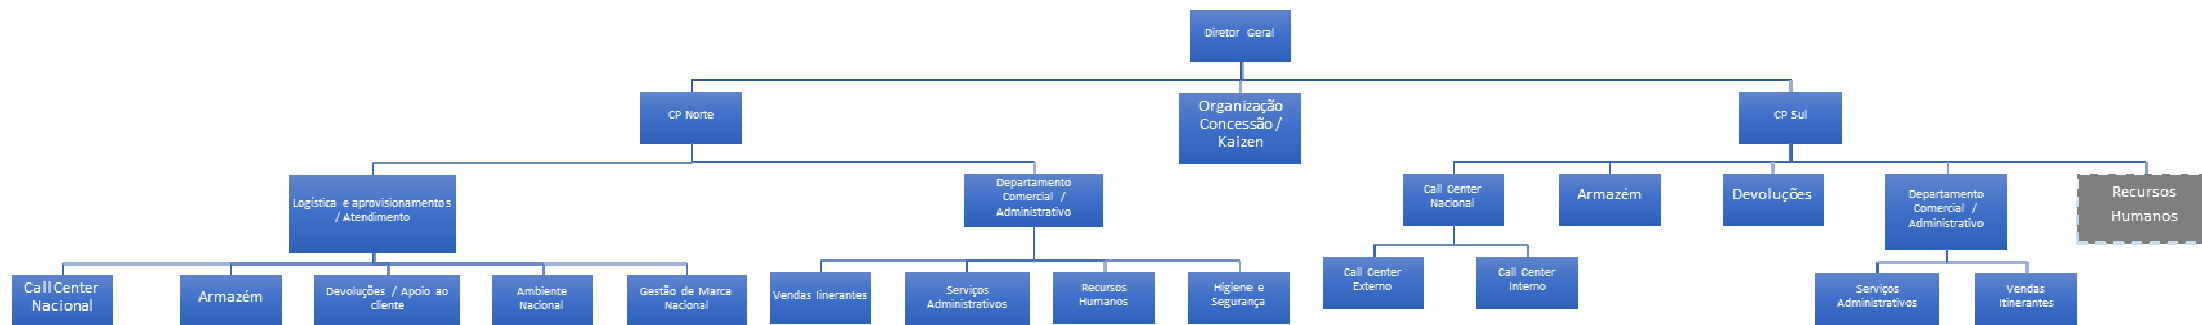 Diretor Geral
CP Norte
Organização
Concessão /
Kaizen
CP Sul
Logística e aprovisionamentos
/ Atendimento
Departamento
Comercial /
Administrativo
Call Center
Nacional
Armazém
Devoluções
Departamento
Comercial /
Administrativo
Recursos
Humanos
Call Center
Nacional
Armazém
Devoluções / Apoio ao
cliente
Ambiente
Nacional
Gestão de Marca
Nacional
Vendas Iinerantes
Serviços
Administrativos
Recursos
Humanos
Higiene e
Segurança
Call Center
Externo
Call Center
Interno
Serviços
Administrativos
Vendas
Itinerantes